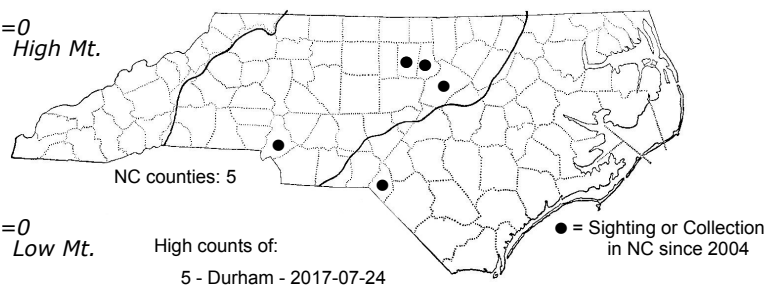 =0
High Mt.
NC counties: 5
=0
Low Mt.
High counts of:
5 - Durham - 2017-07-24
● = Sighting or Collection
in NC since 2004